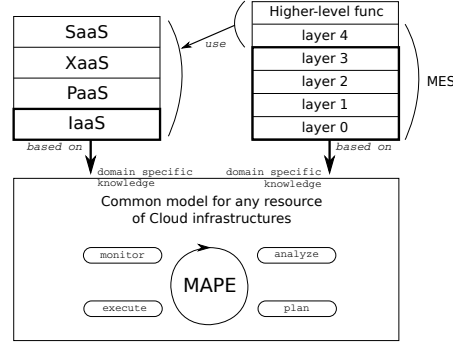 Higher-level func
SaaS
layer 4
use
XaaS
layer 3
PaaS
layer 2
MES
layer 1
IaaS
layer 0
based on
based on
domain specific
knowledge
domain specific
knowledge
Common model for any resource
of Cloud infrastructures
monitor
analyze
MAPE
execute
plan